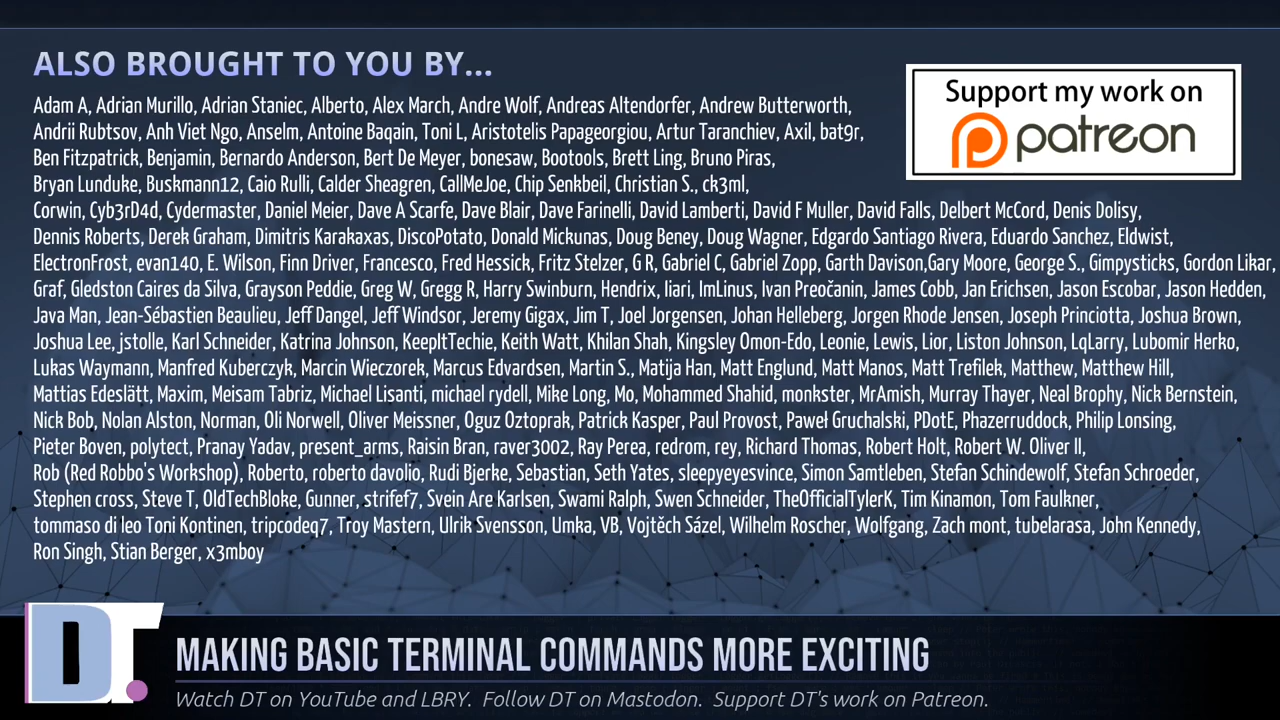 ALSO BROUGHT TO YOU BY...
Support my work on
patreon
Adam A, Adrian Murillo, Adrian Staniec, Alberto, Alex March, Andre Wolf, Andreas Altendorfer, Andrew Butterworth,
Andrii Rubtsov, Anh Viet Ngo, Anselm, Antoine Baqain, Toni L, Aristotelis Papageorgiou, Artur Taranchiev, Axil, bat9r,
Ben Fitzpatrick, Benjamin, Bernardo Anderson, Bert De Meyer, bonesaw, Bootools, Brett Ling, Bruno Piras,
Bryan Lunduke, Buskmann12, Caio Rulli, Calder Sheagren, CallMeJoe, Chip Senkbeil, Christian S., ck3ml,
Corwin, Cyb3rD4d, Cydermaster, Daniel Meier, Dave A Scarfe, Dave Blair, Dave Farinelli, David Lamberti, David F Muller, David Falls, Delbert McCord, Denis Dolisy,
Dennis Roberts, Derek Graham, Dimitris Karakaxas, DiscoPotato, Donald Mickunas, Doug Beney, Doug Wagner, Edgardo Santiago Rivera, Eduardo Sanchez, Eldwist,
ElectronFrost, evan140, E. Wilson, Finn Driver, Francesco, Fred Hessick, Fritz Stelzer, G R, Gabriel C, Gabriel Zopp, Garth Davison,Gary Moore, George S., Gimpysticks, Gordon Likar,
Graf, Gledston Caires da Silva, Grayson Peddie, Greg W, Gregg R, Harry Swinburn, Hendrix, Iiari, ImLinus, Ivan Preočanin, James Cobb, Jan Erichsen, Jason Escobar, Jason Hedden,
Java Man, Jean-Sébastien Beaulieu, Jeff Dangel, Jeff Windsor, Jeremy Gigax, Jim T, Joel Jorgensen, Johan Helleberg, Jorgen Rhode Jensen, Joseph Princiotta, Joshua Brown,
Joshua Lee, jstolle, Karl Schneider, Katrina Johnson, KeepItTechie, Keith Watt, Khilan Shah, Kingsley Omon-Edo, Leonie, Lewis, Lior, Liston Johnson, LqLarry, Lubomir Herko,
Lukas Waymann, Manfred Kuberczyk, Marcin Wieczorek, Marcus Edvardsen, Martin S., Matija Han, Matt Englund, Matt Manos, Matt Trefilek, Matthew, Matthew Hill,
Mattias Edeslätt, Maxim, Meisam Tabriz, Michael Lisanti, michael rydell, Mike Long, Mo, Mohammed Shahid, monkster, MrAmish, Murray Thayer, Neal Brophy, Nick Bernstein,
Nick Bob, Nolan Alston, Norman, Oli Norwell, Oliver Meissner, Oguz Oztoprak, Patrick Kasper, Paul Provost, Paweł Gruchalski, PDotE, Phazerruddock, Philip Lonsing,
Pieter Boven, polytect, Pranay Yadav, present_arms, Raisin Bran, raver3002, Ray Perea, redrom, rey, Richard Thomas, Robert Holt, Robert W. Oliver II,
Rob (Red Robbo's Workshop), Roberto, roberto davolio, Rudi Bjerke, Sebastian, Seth Yates, sleepyeyesvince, Simon Samtleben, Stefan Schindewolf, Stefan Schroeder,
Stephen cross, Steve T, OldTechBloke, Gunner, strifef7, Svein Are Karlsen, Swami Ralph, Swen Schneider, TheOfficialTylerK, Tim Kinamon, Tom Faulkner,
tommaso di leo Toni Kontinen, tripcodeq7, Troy Mastern, Ulrik Svensson, Umka, VB, Vojtěch Sázel, Wilhelm Roscher, Wolfgang, Zach mont, tubelarasa, John Kennedy,
Ron Singh, Stian Berger, x3mboy
DT.
MAKING BASIC TERMINAL COMMANDS MORE EXCITING
Watch DT on YouTube and LBRY. Follow DT on Mastodon. Support DT's work on Patreon.